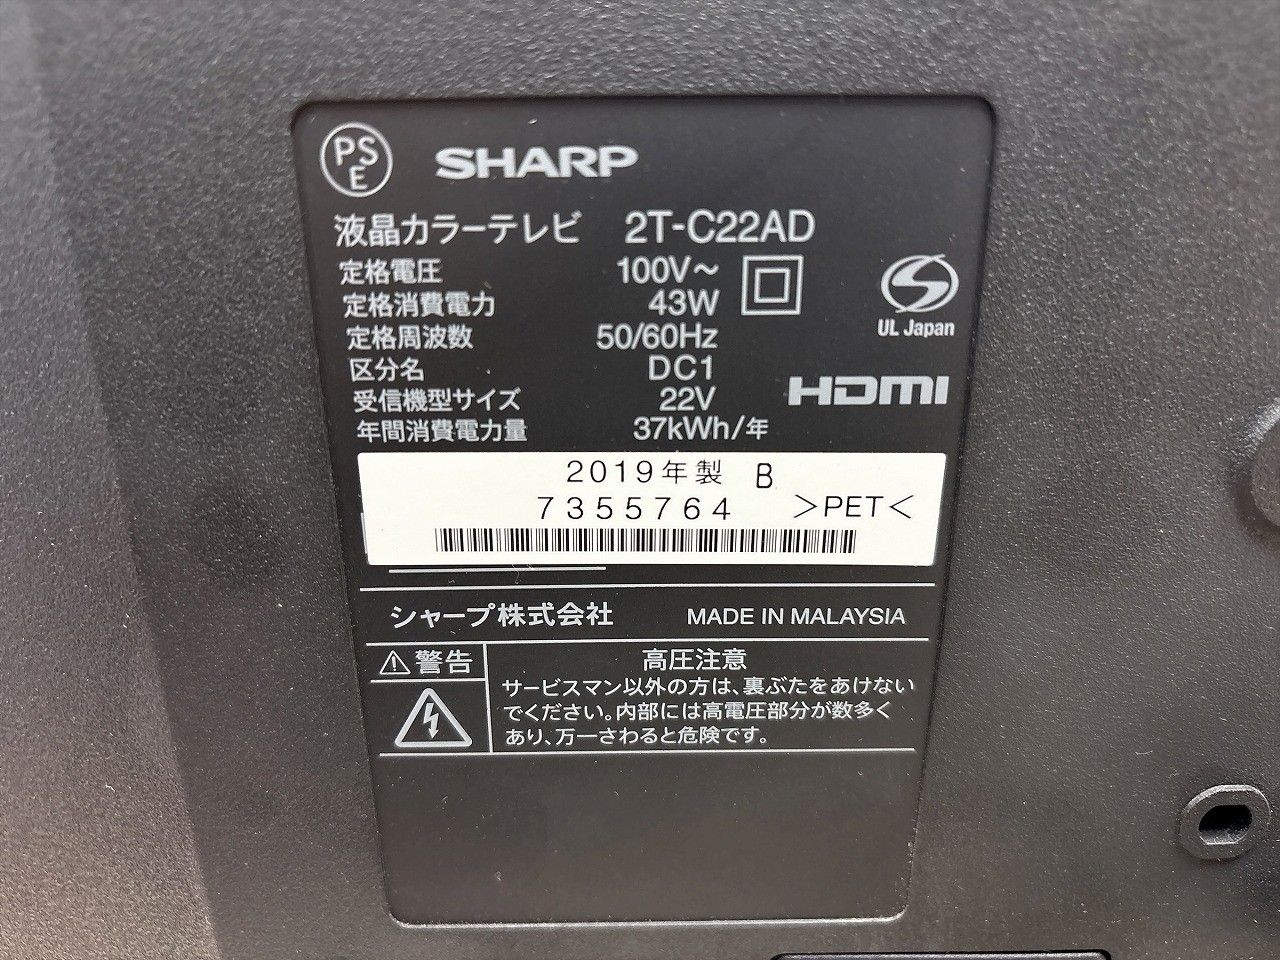 PSE SHARP
液晶カラーテレビ 2T-C22AD
定格電圧 100V～
定格消費電力 43W
定格周波数 50/60Hz
UL Japan
区分名 DC1
受信機型サイズ 22V
HDMI
年間消費電力量 37kWh/年
2019年製 B
7355764 >PET<
シャープ株式会社 MADE IN MALAYSIA
⚠警告 高圧注意
サービスマン以外の方は、裏ぶたをあけない
でください。内部には高電圧部分が数多く
あり、万一さわると危険です。